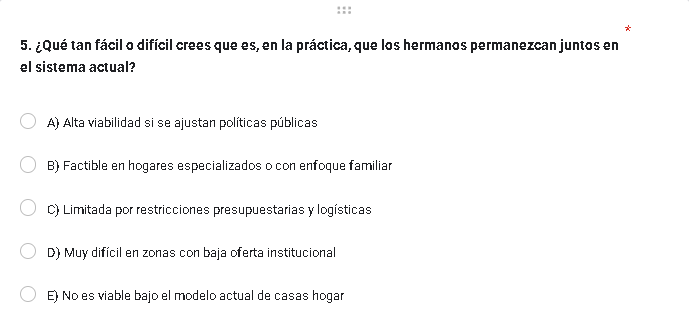 *
5. ¿Qué tan fácil o difícil crees que es, en la práctica, que los hermanos permanezcan juntos en
el sistema actual?
A) Alta viabilidad si se ajustan políticas públicas
B) Factible en hogares especializados o con enfoque familiar
C) Limitada por restricciones presupuestarias y logísticas
D) Muy difícil en zonas con baja oferta institucional
E) No es viable bajo el modelo actual de casas hogar